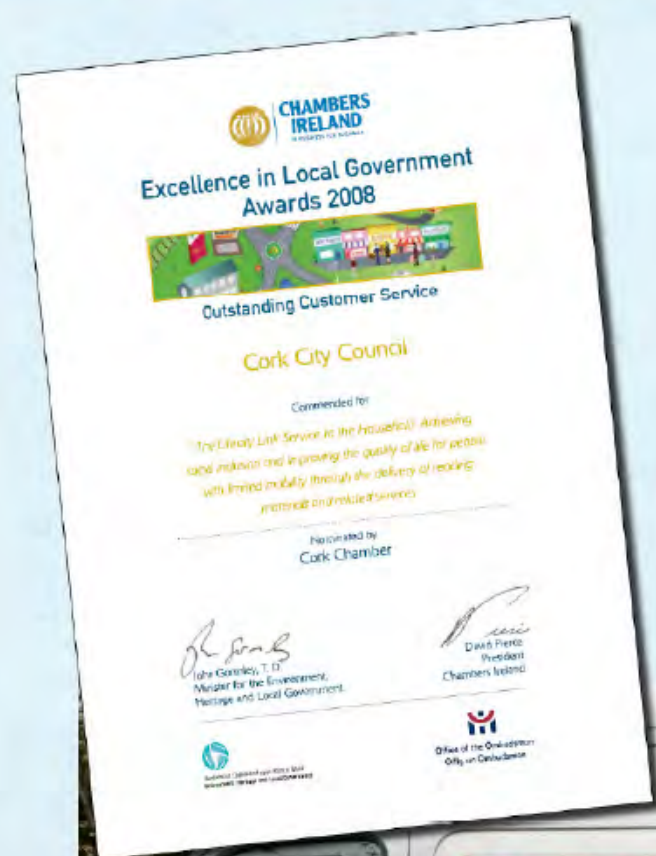 CHAMBERS
IRELAND
Excellence in Local Government
Awards 2008
Outstanding Customer Service
Cork City Council
Commended for
The Library Link Service to the Household: Achieving
social inclusion and improving the quality of life for people
with limited mobility through the delivery of reading
materials and related services
Nominated by
Cork Chamber
John Gormley, T. D.
Minister for the Environment,
Heritage and Local Government
David Pierce
President
Chambers Ireland
Office of the Ombudsman
Oifig an Ombudsman